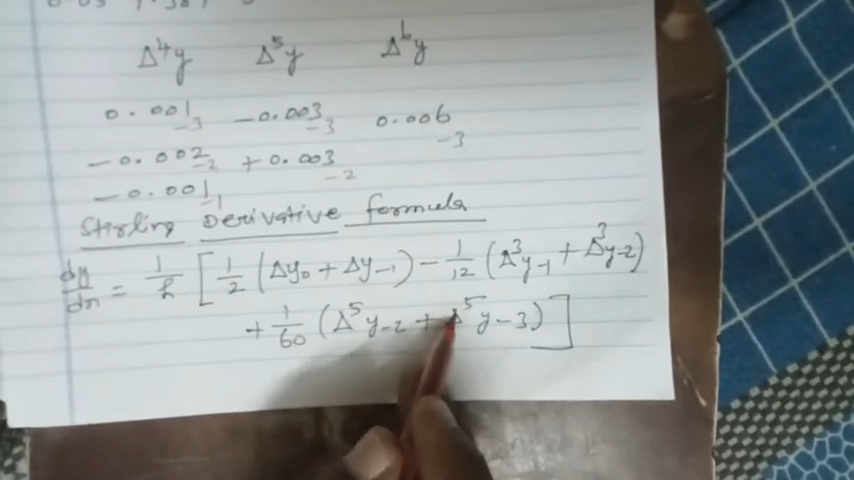 Δ⁴y Δ⁵y Δ⁶y
0.001₋₃ -0.003₋₃ 0.006₋₃
-0.002₋₂ +0.003₋₂
-0.001₋₁
Stirling Derivative formula
dy/dx = 1/h [ 1/2 (Δy₀ + Δy₋₁) - 1/12 (Δ³y₋₁ + Δ³y₋₂)
+ 1/60 (Δ⁵y₋₂ + Δ⁵y₋₃) ]